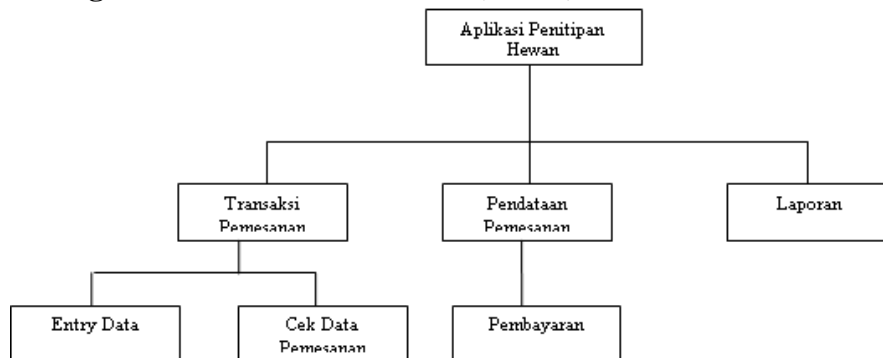 Aplikasi Penitipan
Hewan
Transaksi
Pemesanan
Pendataan
Pemesanan
Laporan
Entry Data
Cek Data
Pemesanan
Pembayaran